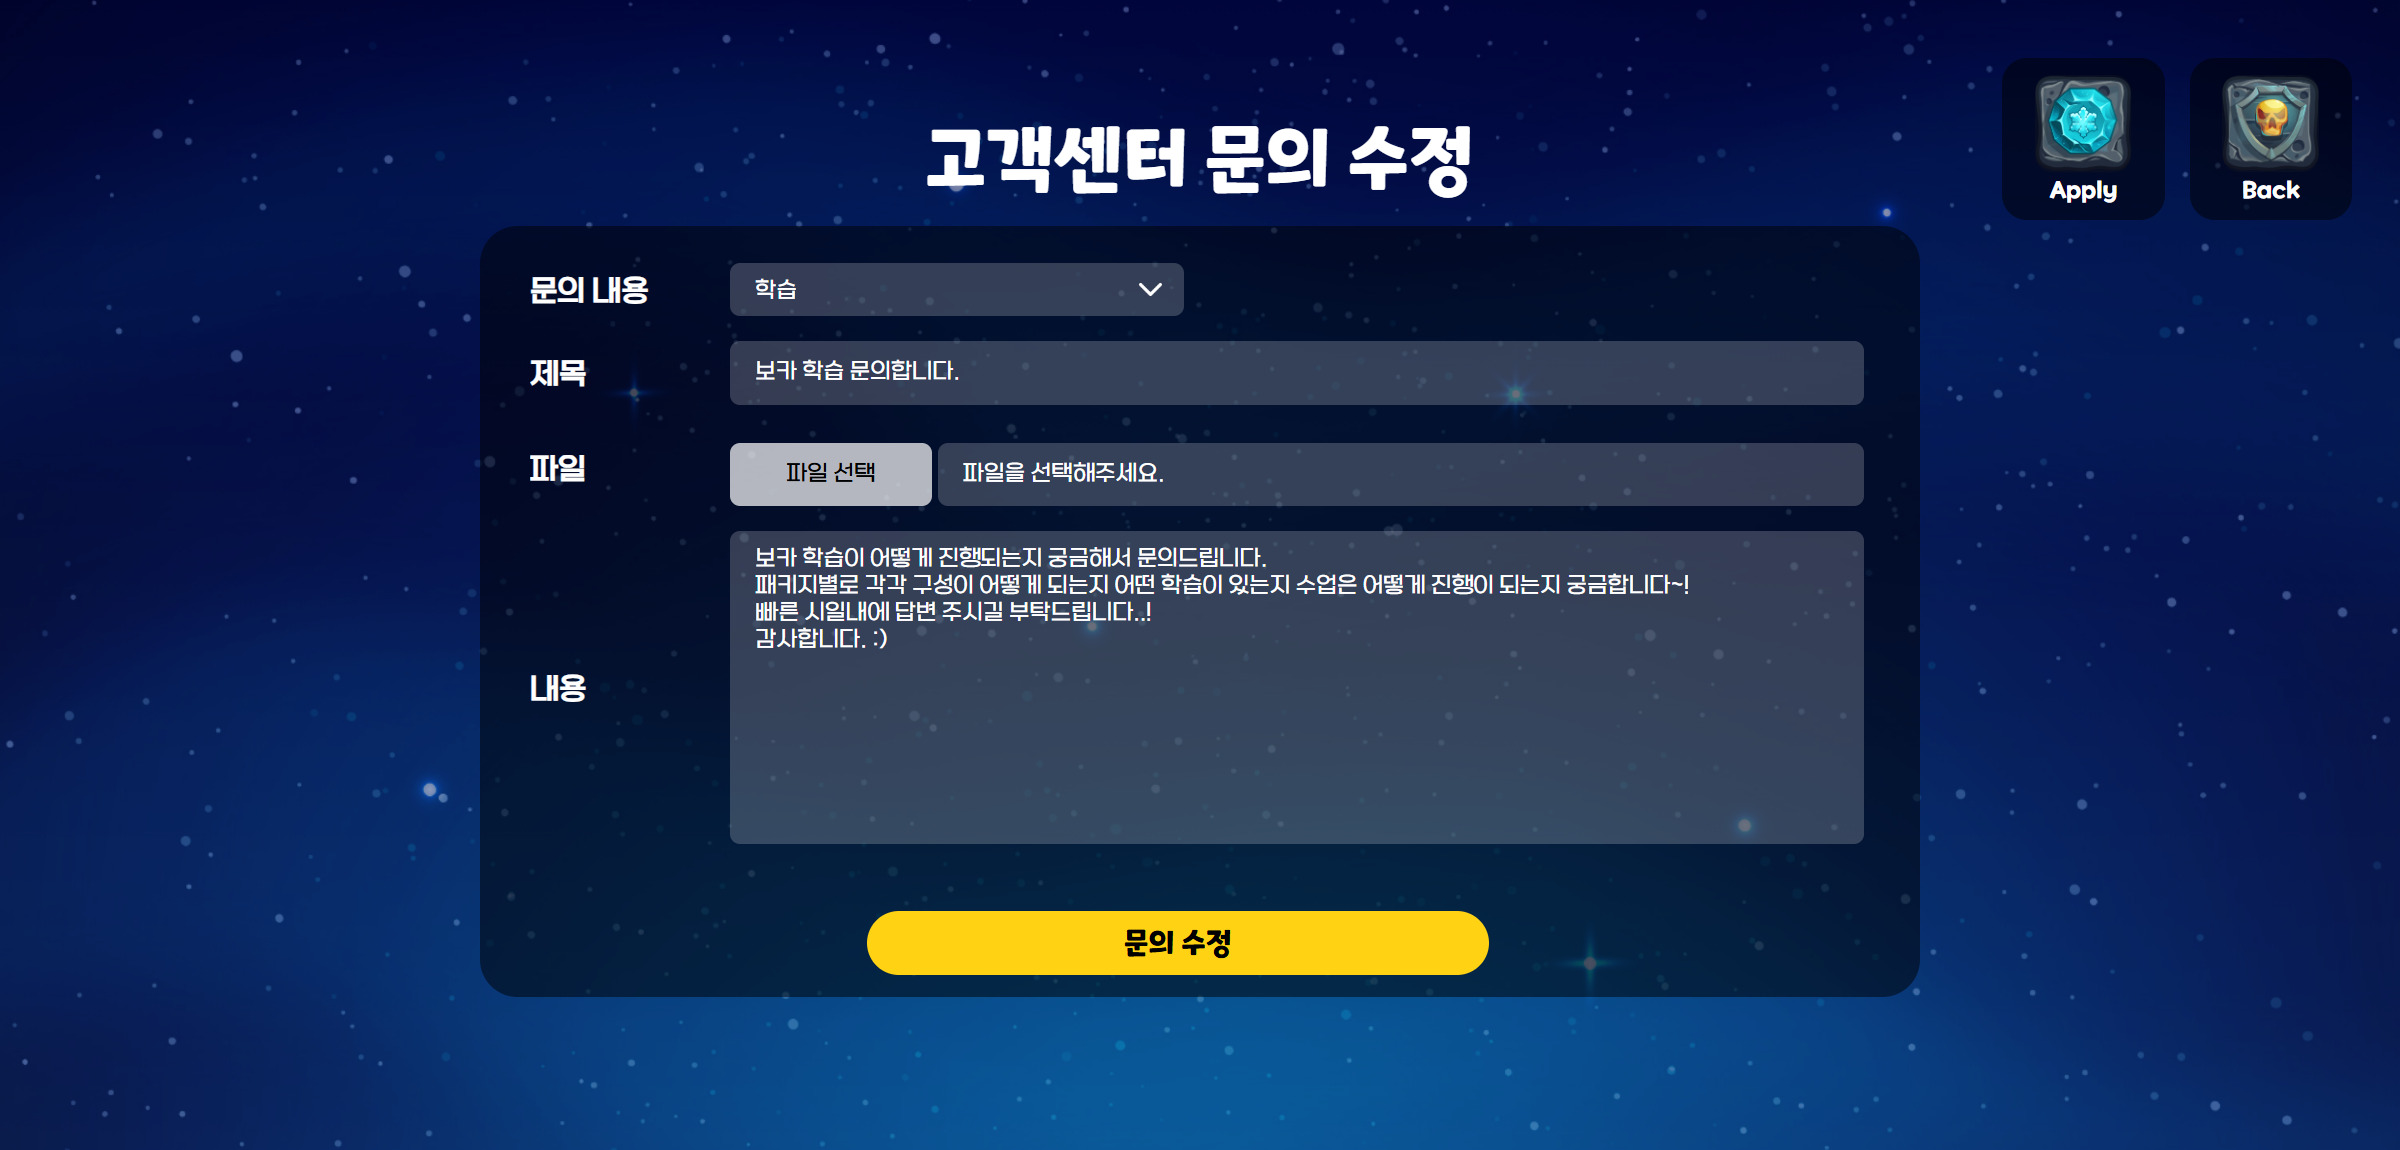 고객센터 문의 수정
Apply
Back
문의 내용
학습
제목
보카 학습 문의합니다.
파일
파일 선택
파일을 선택해주세요.
내용
보카 학습이 어떻게 진행되는지 궁금해서 문의드립니다.
패키지별로 각각 구성이 어떻게 되는지 어떤 학습이 있는지 수업은 어떻게 진행이 되는지 궁금합니다~!
빠른 시일내에 답변 주시길 부탁드립니다..!
감사합니다. :)
문의 수정